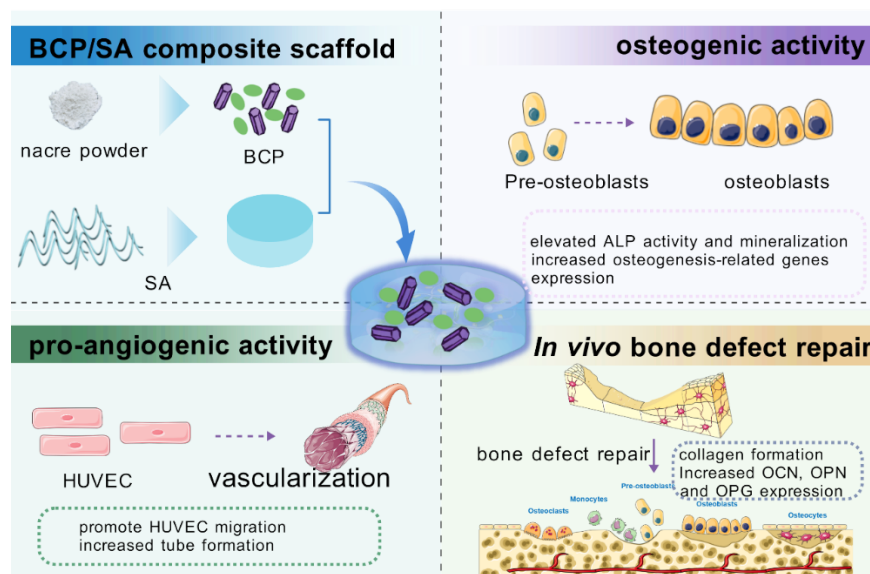 BCP/SA composite scaffold
nacre powder
BCP
SA
osteogenic activity
Pre-osteoblasts
osteoblasts
elevated ALP activity and mineralization
increased osteogenesis-related genes
expression
pro-angiogenic activity
HUVEC
vascularization
promote HUVEC migration
increased tube formation
In vivo bone defect repair
bone defect repair
collagen formation
Increased OCN, OPN
and OPG expression
Osteoclasts
Monocytes
Pre-osteoblasts
Osteoblasts
Osteocytes